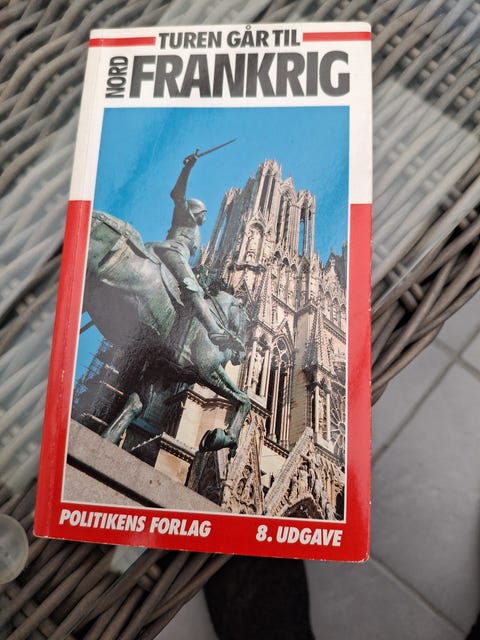 TUREN GÅR TIL
NORD
FRANKRIG
POLITIKENS FORLAG
8. UDGAVE